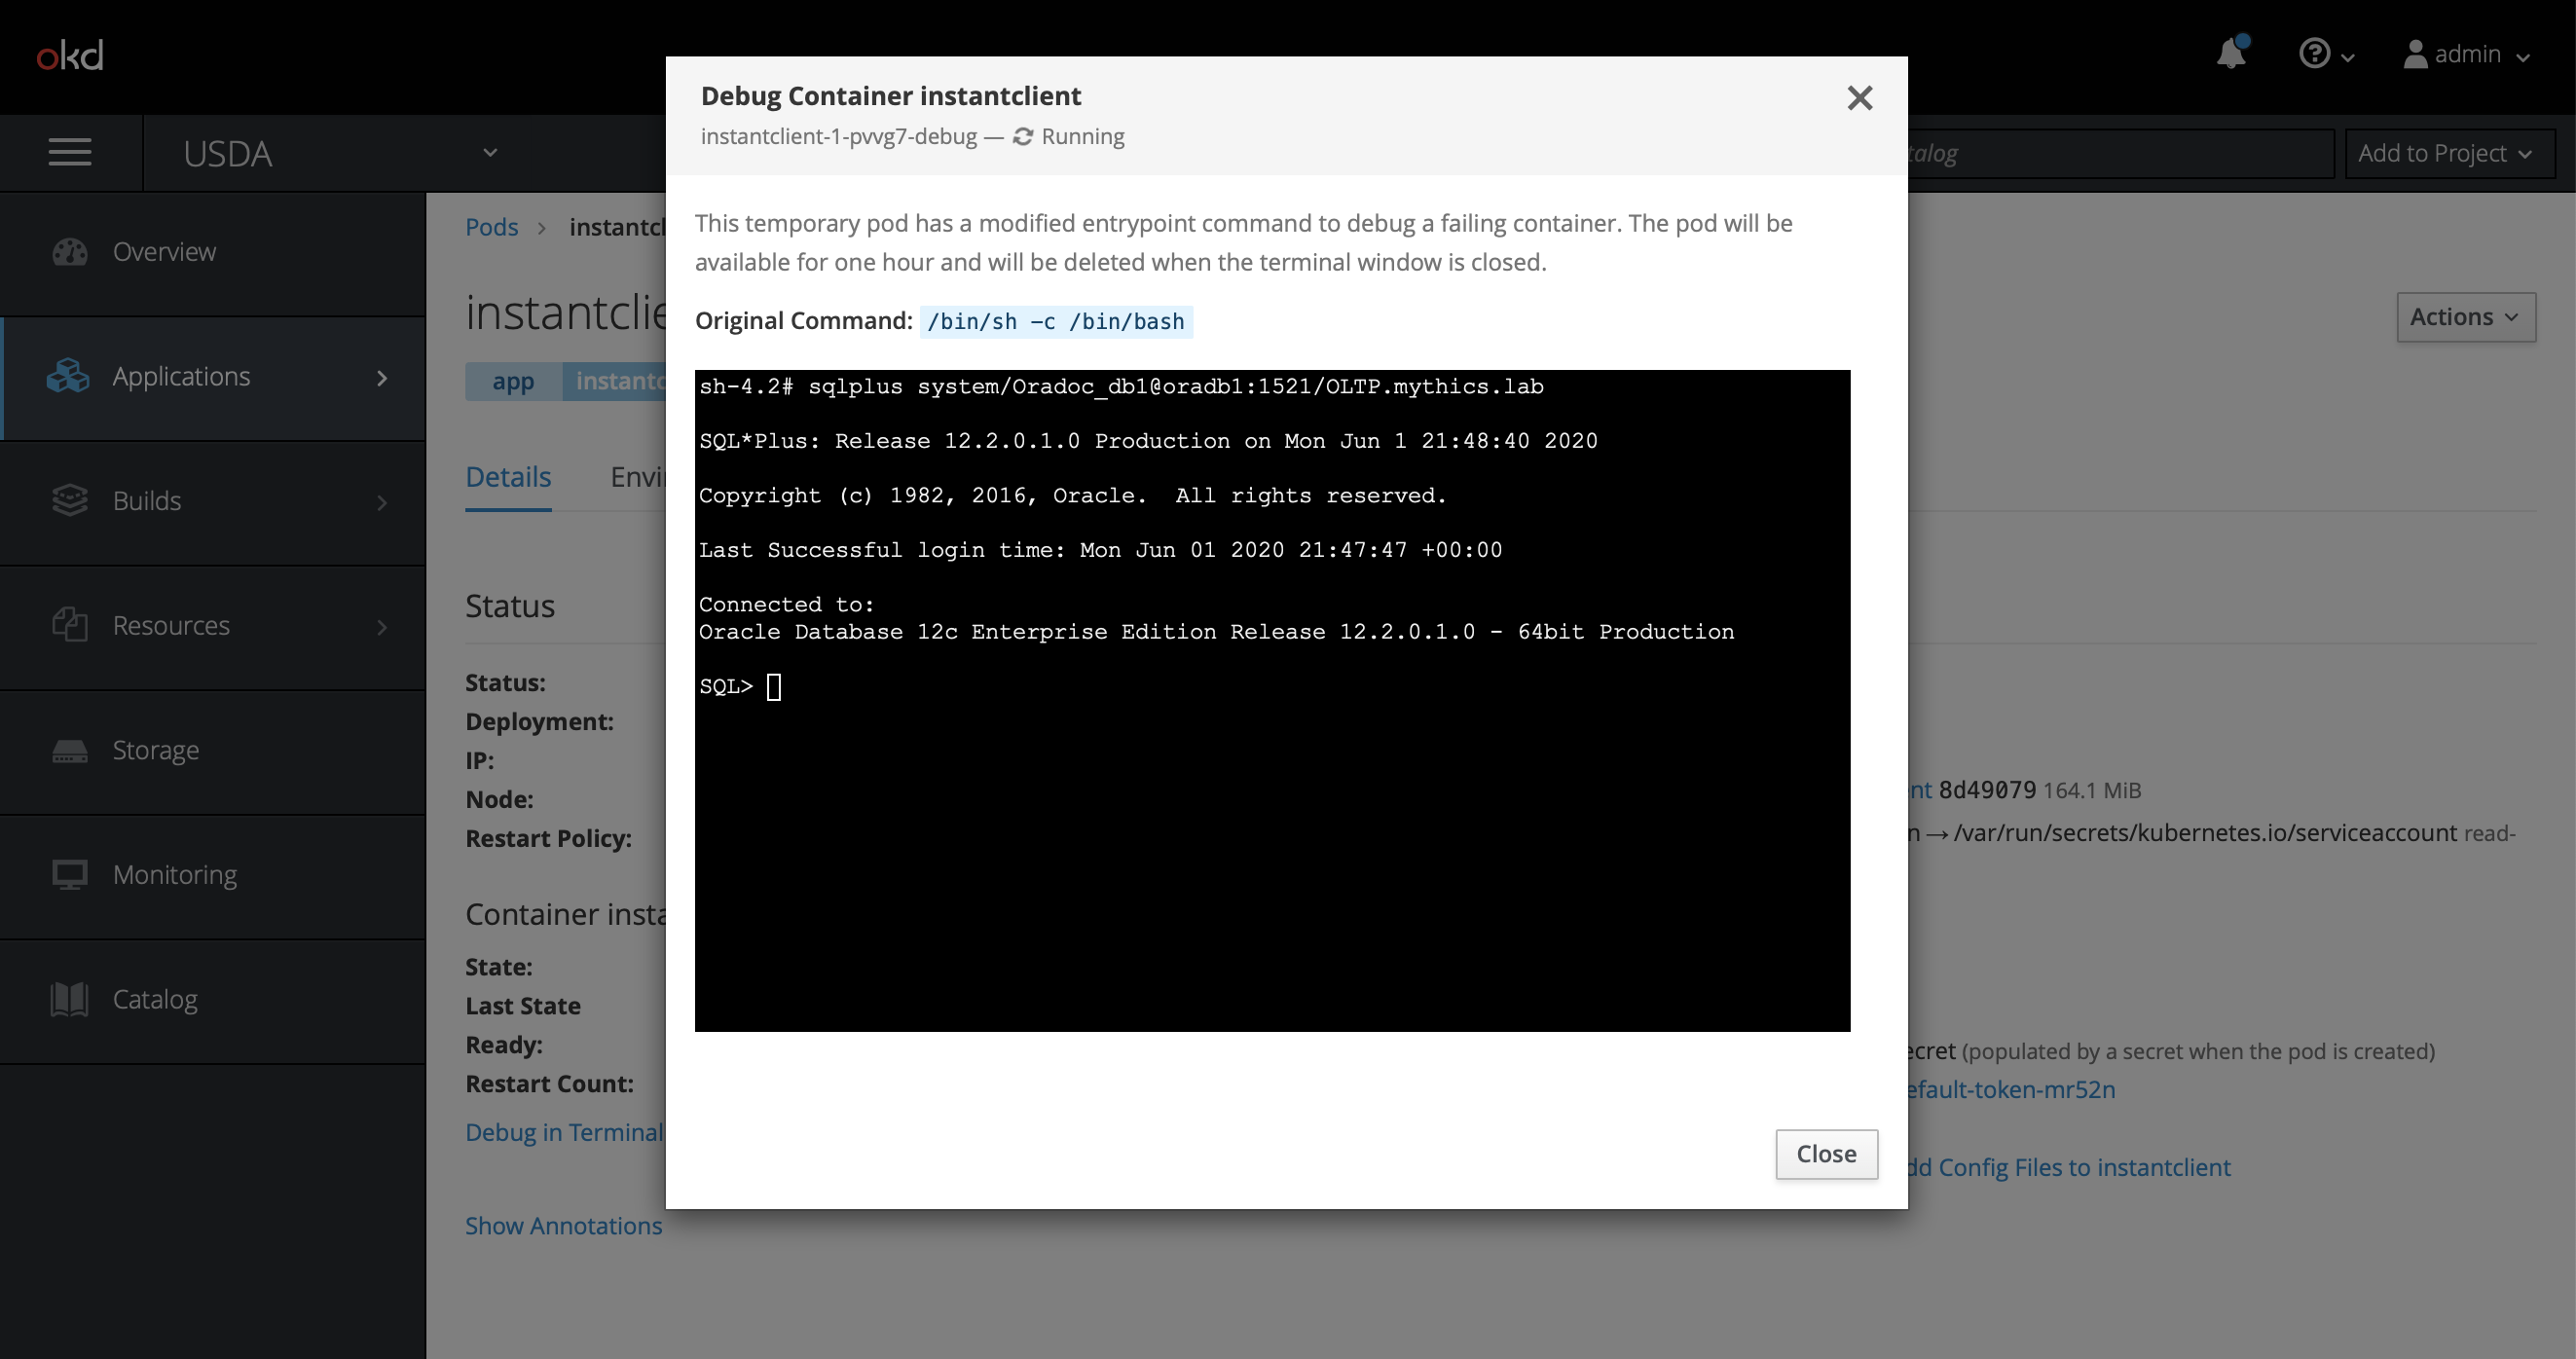 okd
admin
USDA
talog
Add to Project
Overview
Applications
Builds
Resources
Storage
Monitoring
Catalog
Pods > instantcl
instantclie
app instantc
Actions
Details Envi
Status
Status:
Deployment:
IP:
Node:
Restart Policy:
Container insta
State:
Last State
Ready:
Restart Count:
Debug in Terminal
Show Annotations
Debug Container instantclient
instantclient-1-pvvg7-debug — Running
This temporary pod has a modified entrypoint command to debug a failing container. The pod will be
available for one hour and will be deleted when the terminal window is closed.
Original Command: /bin/sh -c /bin/bash
sh-4.2# sqlplus system/Oradoc_db1@oradb1:1521/OLTP.mythics.lab
SQL*Plus: Release 12.2.0.1.0 Production on Mon Jun 1 21:48:40 2020
Copyright (c) 1982, 2016, Oracle.  All rights reserved.
Last Successful login time: Mon Jun 01 2020 21:47:47 +00:00
Connected to:
Oracle Database 12c Enterprise Edition Release 12.2.0.1.0 - 64bit Production
SQL>
Close
nt 8d49079 164.1 MiB
n → /var/run/secrets/kubernetes.io/serviceaccount read-
ecret (populated by a secret when the pod is created)
efault-token-mr52n
dd Config Files to instantclient